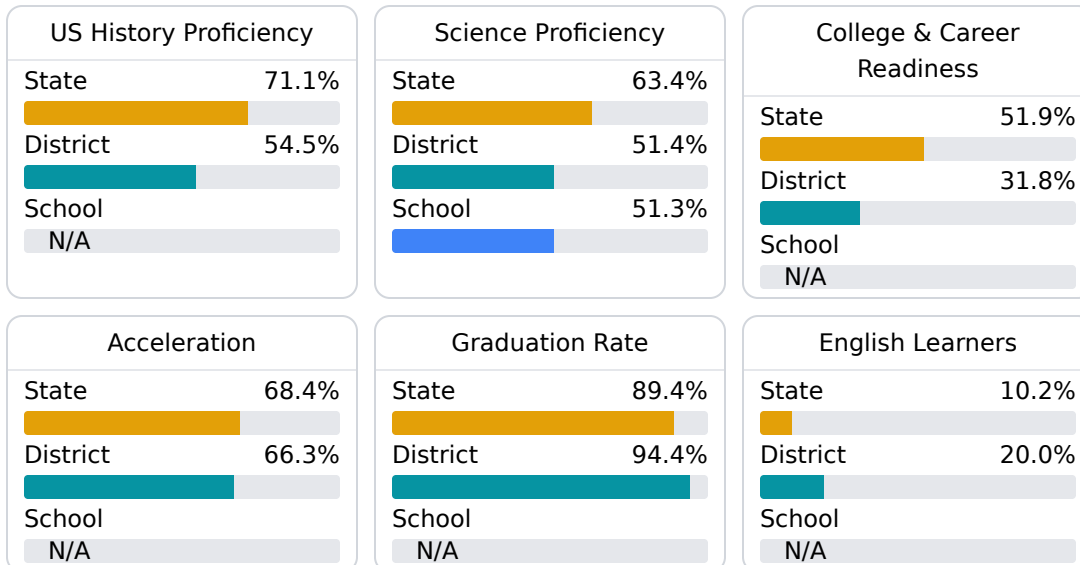 US History Proficiency
State 71.1%
District 54.5%
School
N/A
Science Proficiency
State 63.4%
District 51.4%
School 51.3%
College & Career
Readiness
State 51.9%
District 31.8%
School
N/A
Acceleration
State 68.4%
District 66.3%
School
N/A
Graduation Rate
State 89.4%
District 94.4%
School
N/A
English Learners
State 10.2%
District 20.0%
School
N/A